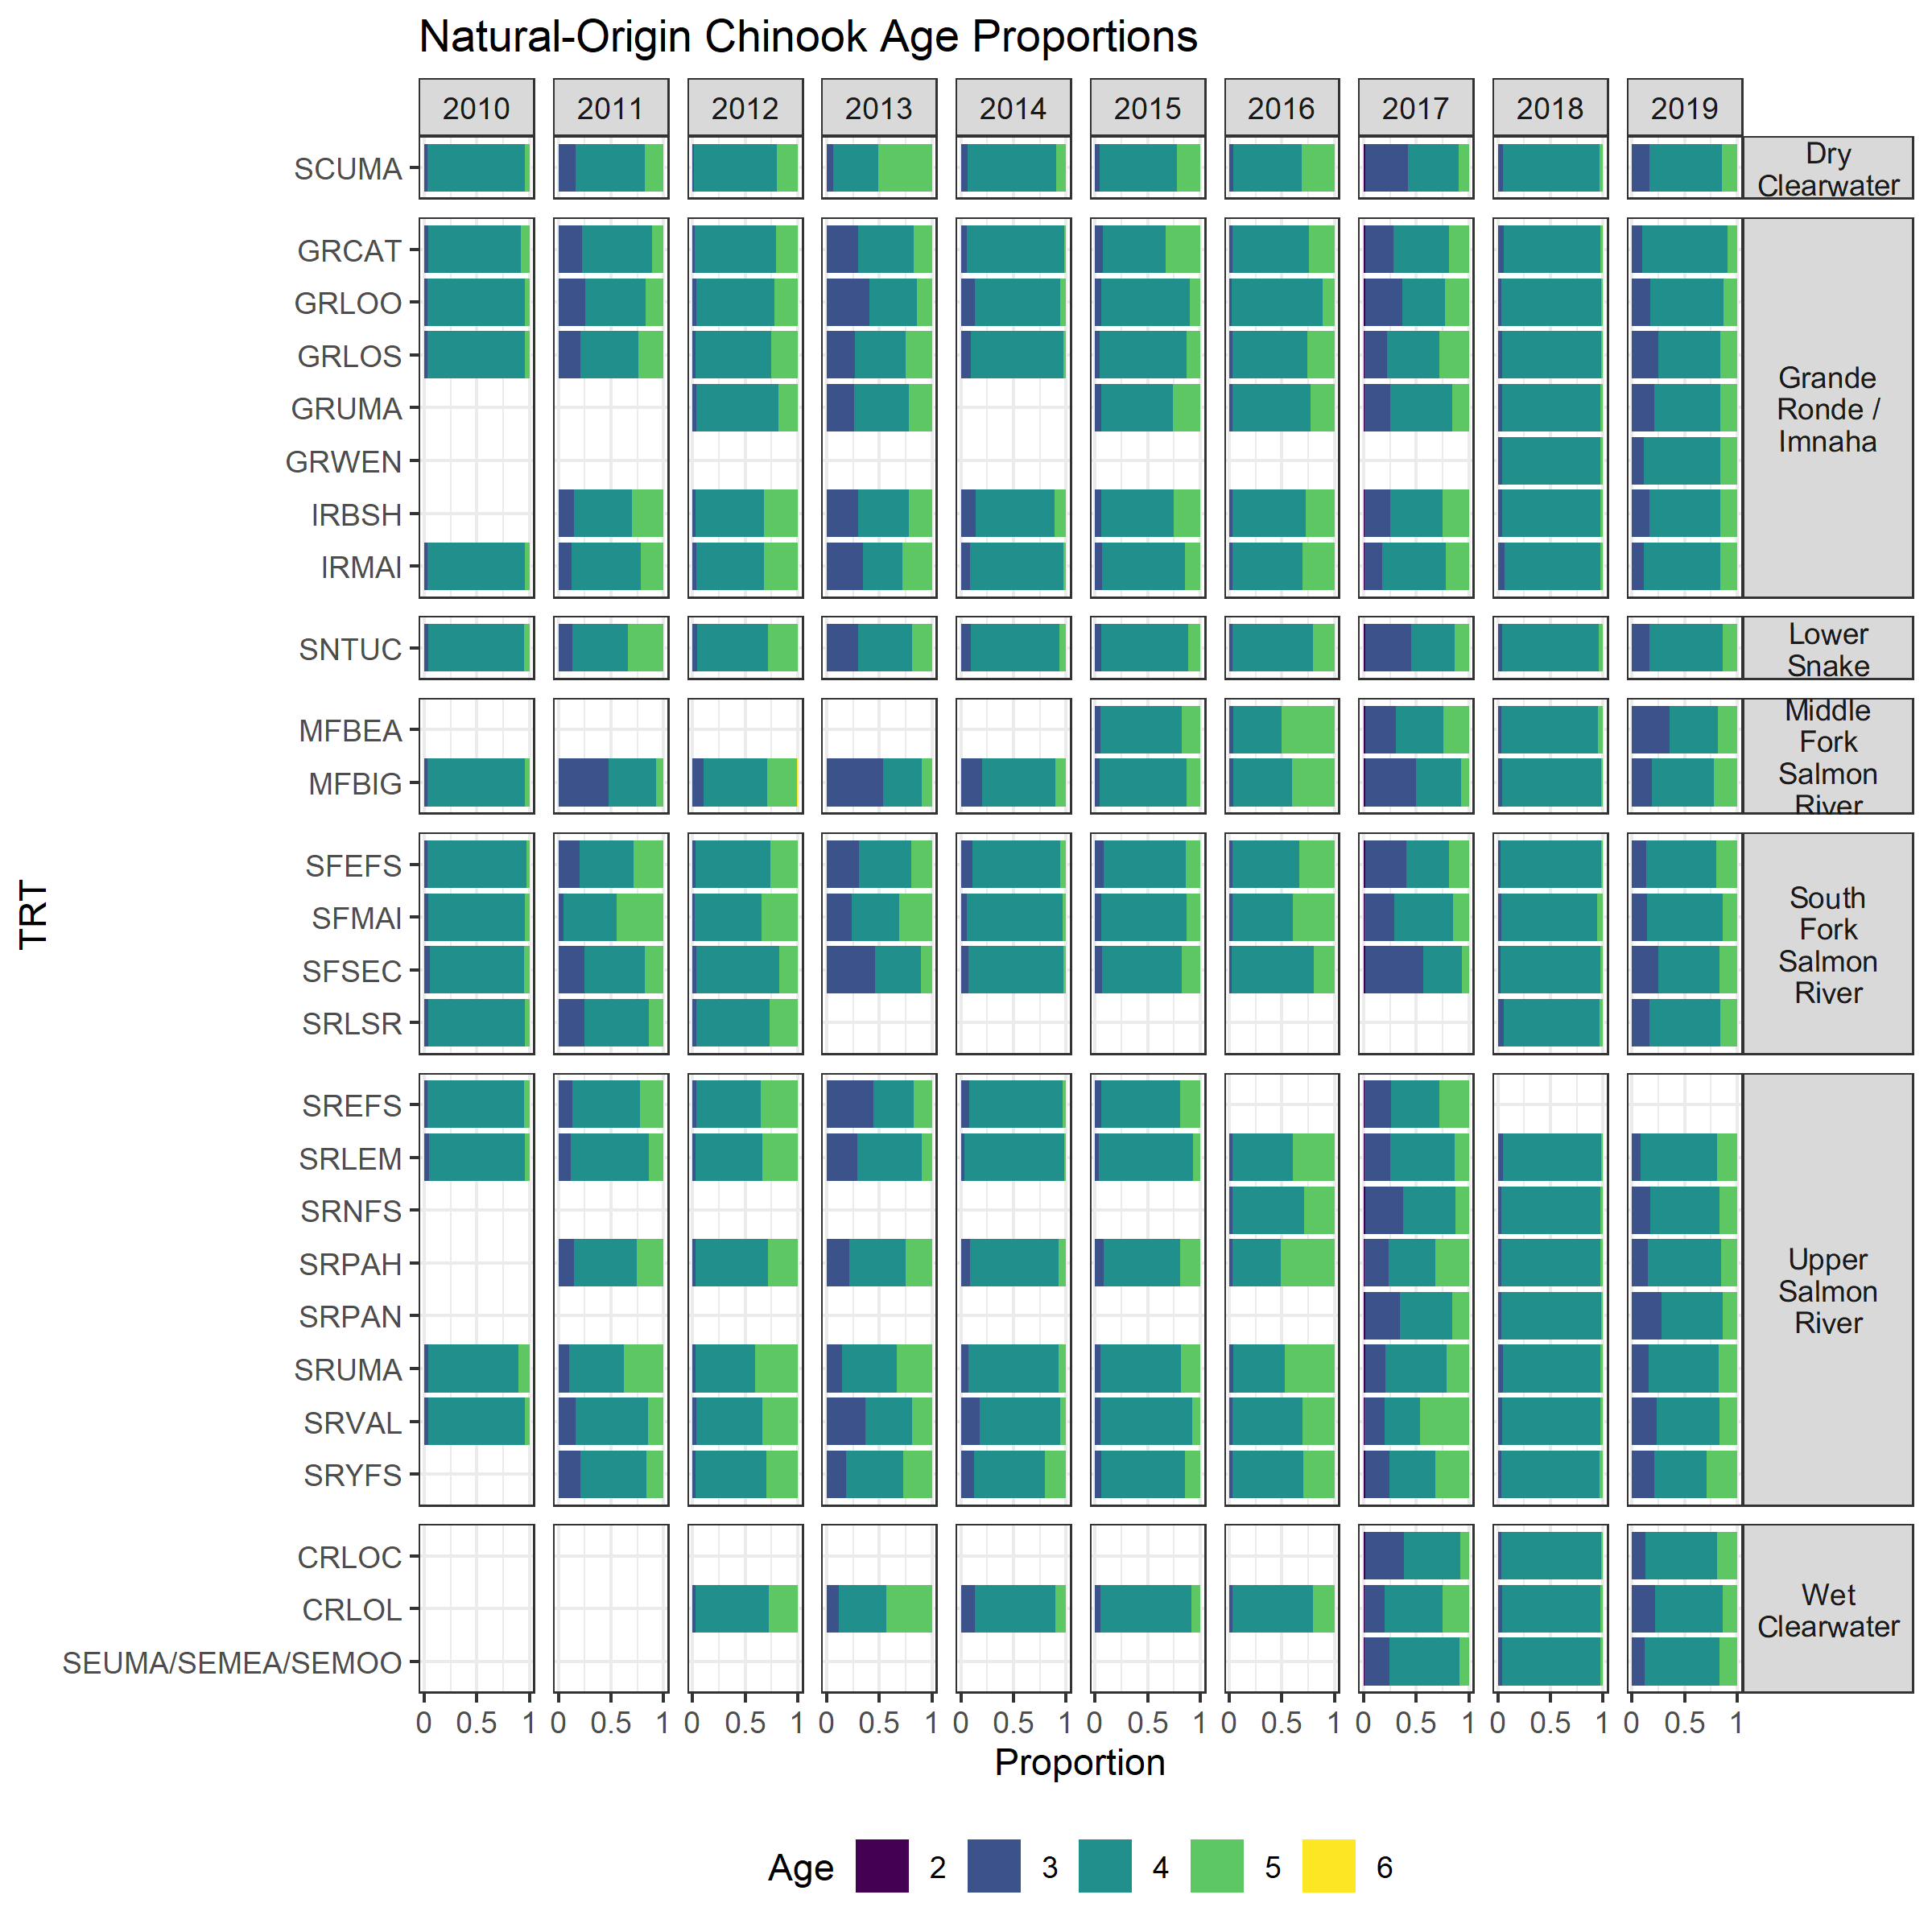 Natural-Origin Chinook Age Proportions
2010 2011 2012 2013 2014 2015 2016 2017 2018 2019
SCUMA
Dry
Clearwater
GRCAT
GRLOO
GRLOS
GRUMA
GRWEN
IRBSH
IRMAI
Grande
Ronde /
Imnaha
SNTUC
Lower
Snake
MFBEA
MFBIG
Middle
Fork
Salmon
River
SFEFS
SFMAI
SFSEC
SRLSR
South
Fork
Salmon
River
TRT
SREFS
SRLEM
SRNFS
SRPAH
SRPAN
SRUMA
SRVAL
SRYFS
Upper
Salmon
River
CRLOC
CRLOL
SEUMA/SEMEA/SEMOO
Wet
Clearwater
0 0.5 1 0 0.5 1 0 0.5 1 0 0.5 1 0 0.5 1 0 0.5 1 0 0.5 1 0 0.5 1 0 0.5 1 0 0.5 1
Proportion
Age 2 3 4 5 6